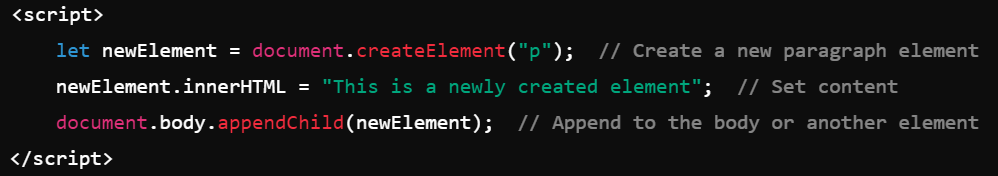 <script>
let newElement = document.createElement("p");  // Create a new paragraph element
newElement.innerHTML = "This is a newly created element";  // Set content
document.body.appendChild(newElement);  // Append to the body or another element
</script>